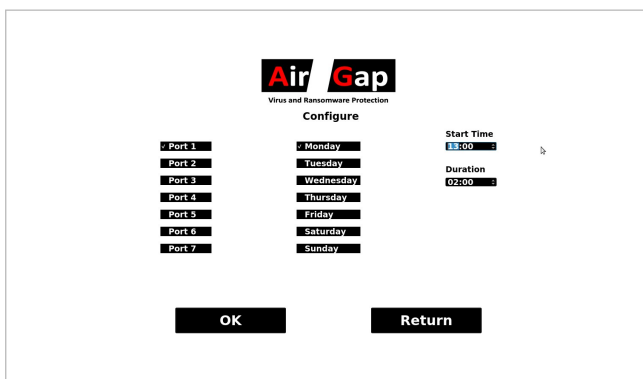 Air Gap
Virus and Ransomware Protection
Configure
✓ Port 1
Port 2
Port 3
Port 4
Port 5
Port 6
Port 7
✓ Monday
Tuesday
Wednesday
Thursday
Friday
Saturday
Sunday
Start Time
13:00
Duration
02:00
OK
Return